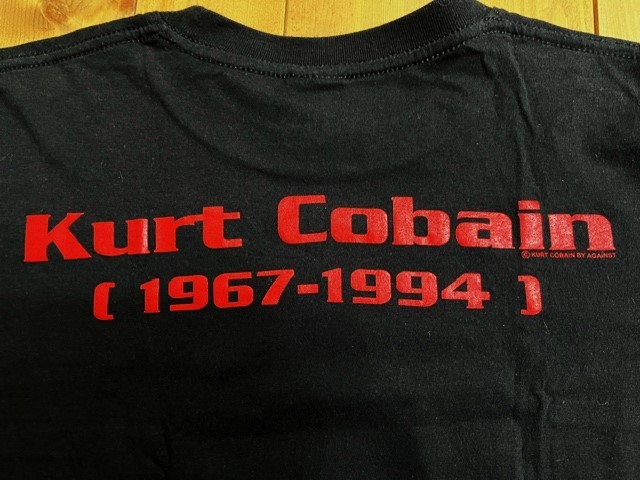 Kurt Cobain
© KURT COBAIN BY AGAINST
( 1967-1994 )